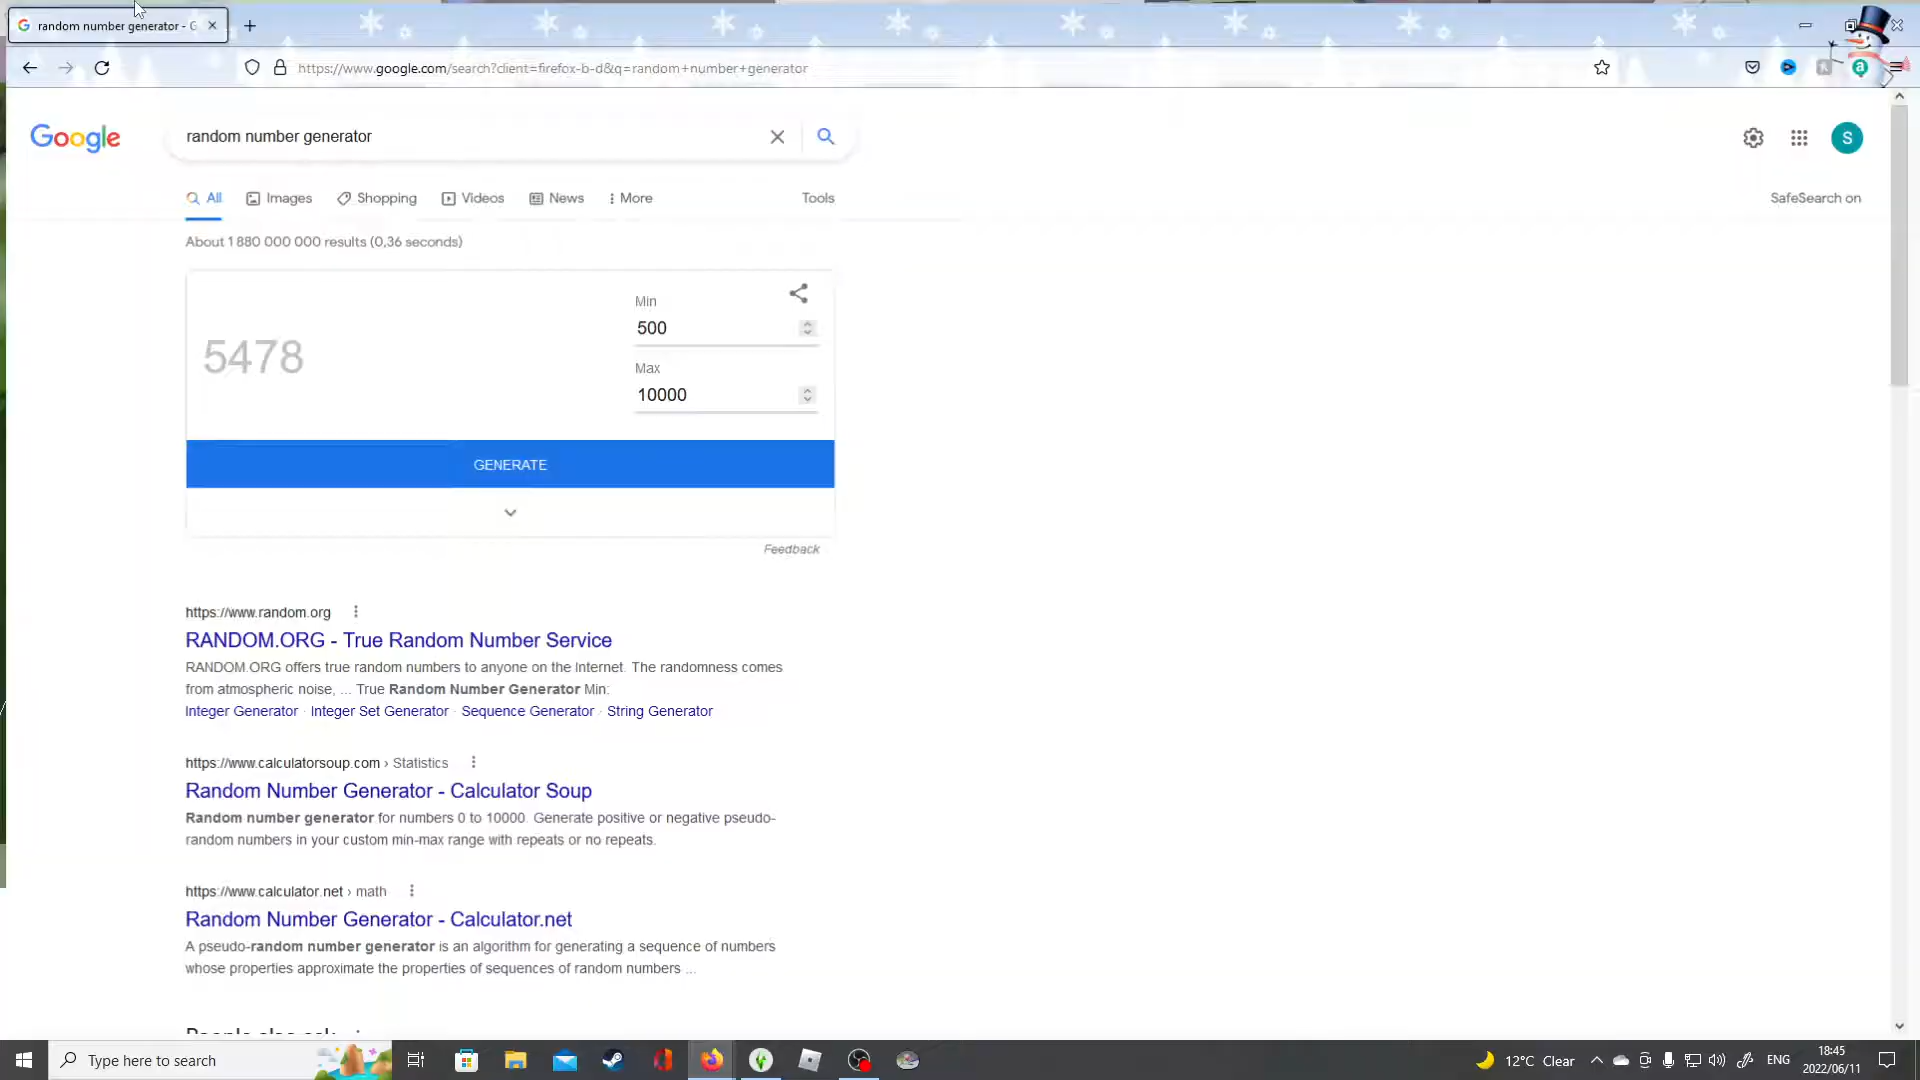 random number generator - G
https://www.google.com/search?client=firefox-b-d&q=random+number+generator
Google
random number generator
S
All
Images
Shopping
Videos
News
More
Tools
SafeSearch on
About 1 880 000 000 results (0,36 seconds)
5478
Min
500
Max
10000
GENERATE
Feedback
https://www.random.org
RANDOM.ORG - True Random Number Service
RANDOM.ORG offers true random numbers to anyone on the Internet. The randomness comes
from atmospheric noise, ... True Random Number Generator Min:
Integer Generator · Integer Set Generator · Sequence Generator · String Generator
https://www.calculatorsoup.com › Statistics
Random Number Generator - Calculator Soup
Random number generator for numbers 0 to 10000. Generate positive or negative pseudo-
random numbers in your custom min-max range with repeats or no repeats.
https://www.calculator.net › math
Random Number Generator - Calculator.net
A pseudo-random number generator is an algorithm for generating a sequence of numbers
whose properties approximate the properties of sequences of random numbers ...
People also ask
Type here to search
12°C Clear
ENG
18:45
2022/06/11